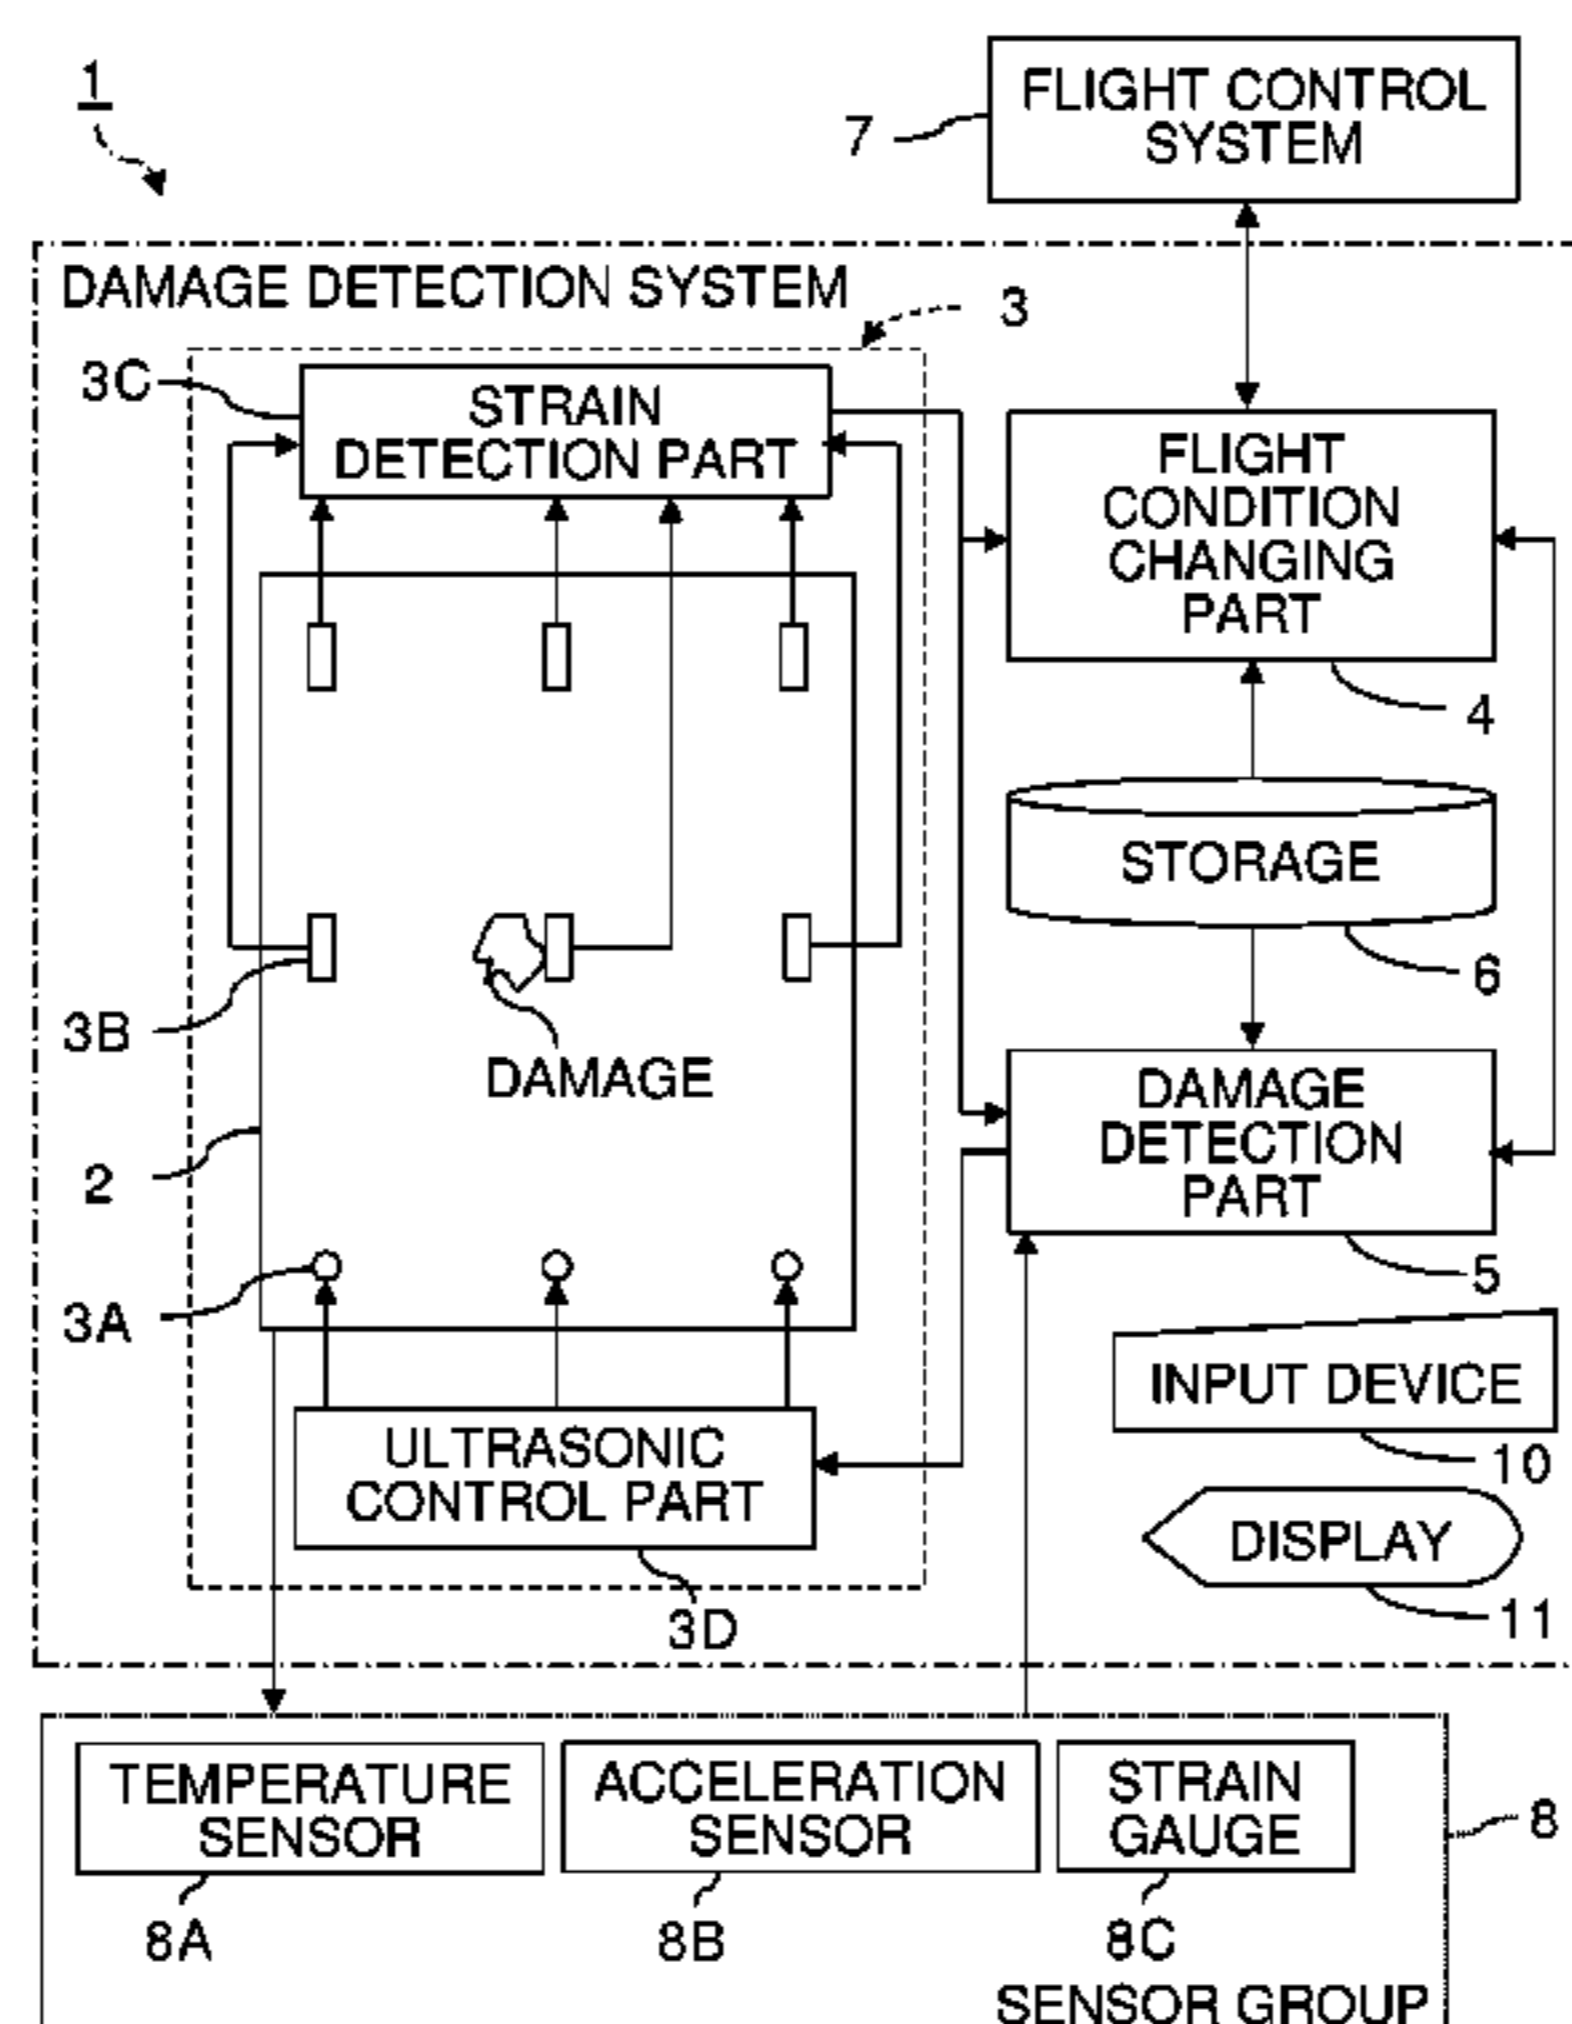 1
FLIGHT CONTROL
SYSTEM
7
DAMAGE DETECTION SYSTEM
3
3C
STRAIN
DETECTION PART
FLIGHT
CONDITION
CHANGING
PART
4
STORAGE
6
3B
DAMAGE
DAMAGE
DETECTION
PART
5
2
3A
INPUT DEVICE
10
ULTRASONIC
CONTROL PART
3D
DISPLAY
11
TEMPERATURE
SENSOR
8A
ACCELERATION
SENSOR
8B
STRAIN
GAUGE
8C
8
SENSOR GROUP